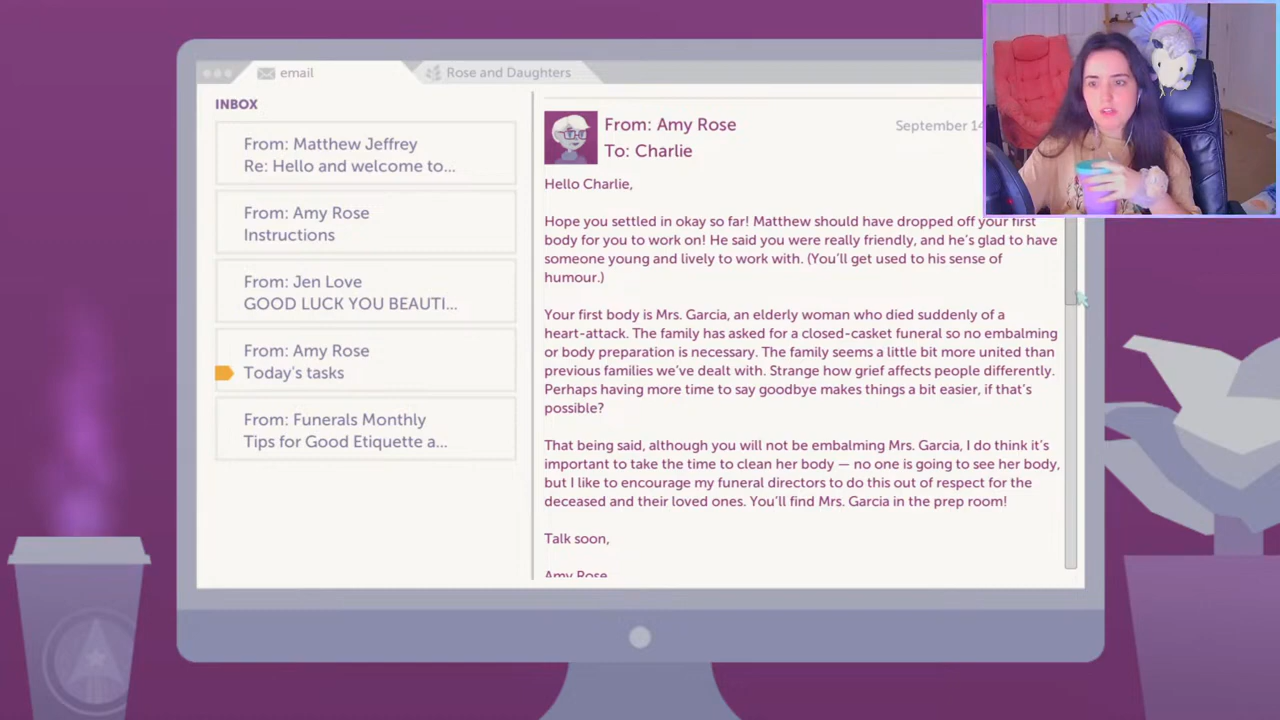 email
Rose and Daughters
INBOX
From: Matthew Jeffrey
Re: Hello and welcome to...
From: Amy Rose
Instructions
From: Jen Love
GOOD LUCK YOU BEAUTI...
From: Amy Rose
Today's tasks
From: Funerals Monthly
Tips for Good Etiquette a...
From: Amy Rose
September 14
To: Charlie
Hello Charlie,
Hope you settled in okay so far! Matthew should have dropped off your first
body for you to work on! He said you were really friendly, and he's glad to have
someone young and lively to work with. (You'll get used to his sense of
humour.)
Your first body is Mrs. Garcia, an elderly woman who died suddenly of a
heart-attack. The family has asked for a closed-casket funeral so no embalming
or body preparation is necessary. The family seems a little bit more united than
previous families we've dealt with. Strange how grief affects people differently.
Perhaps having more time to say goodbye makes things a bit easier, if that's
possible?
That being said, although you will not be embalming Mrs. Garcia, I do think it's
important to take the time to clean her body — no one is going to see her body,
but I like to encourage my funeral directors to do this out of respect for the
deceased and their loved ones. You'll find Mrs. Garcia in the prep room!
Talk soon,
Amy Rose